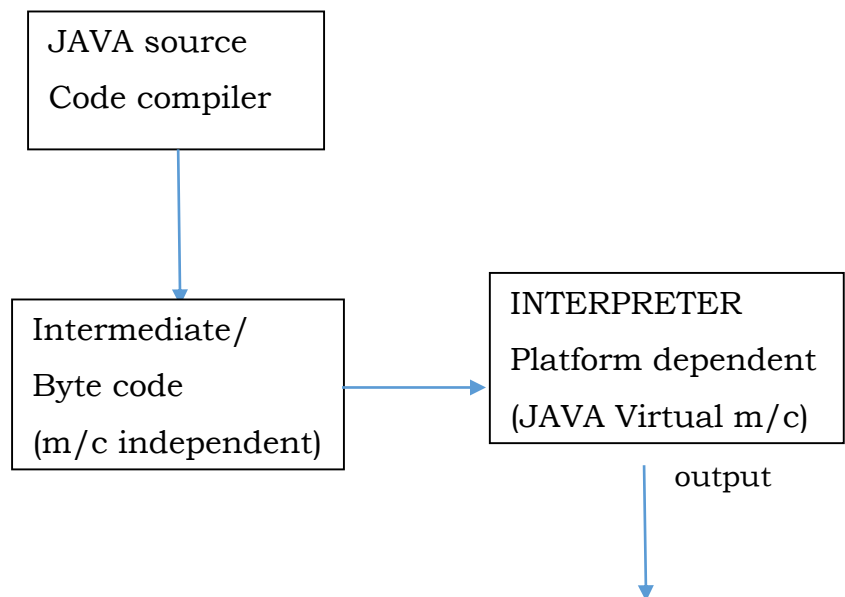 JAVA source
Code compiler
Intermediate/
Byte code
(m/c independent)
INTERPRETER
Platform dependent
(JAVA Virtual m/c)
output